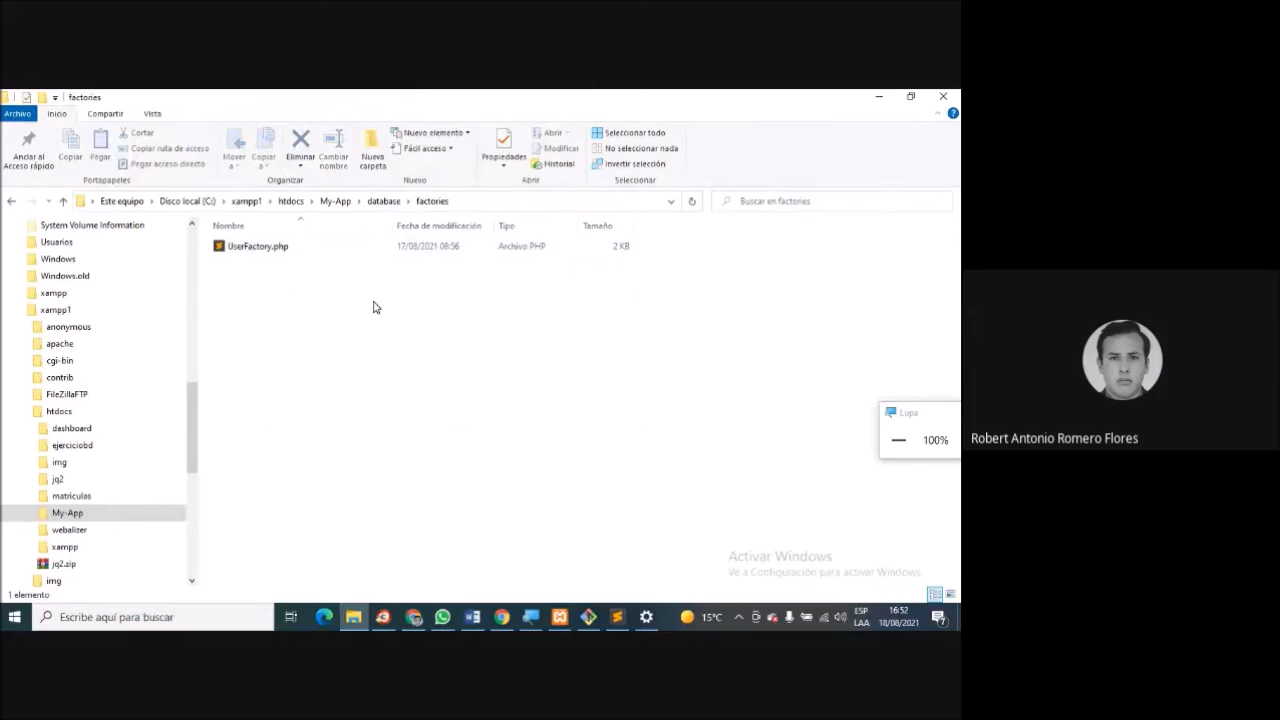 factories
Archivo Inicio Compartir Vista
Anclar al Acceso rápido
Copiar
Pegar
Cortar
Copiar ruta de acceso
Pegar acceso directo
Portapapeles
Mover a
Copiar a
Eliminar
Cambiar nombre
Organizar
Nueva carpeta
Nuevo elemento
Fácil acceso
Nuevo
Propiedades
Abrir
Modificar
Historial
Abrir
Seleccionar todo
No seleccionar nada
Invertir selección
Seleccionar
Este equipo > Disco local (C:) > xampp1 > htdocs > My-App > database > factories
Buscar en factories
System Volume Information
Usuarios
Windows
Windows.old
xampp
xampp1
anonymous
apache
cgi-bin
contrib
FileZillaFTP
htdocs
dashboard
ejerciciobd
img
jq2
matriculas
My-App
webalizer
xampp
jq2.zip
img
Nombre Fecha de modificación Tipo Tamaño
UserFactory.php 17/08/2021 08:56 Archivo PHP 2 KB
Lupa
100%
Robert Antonio Romero Flores
Activar Windows
Ve a Configuración para activar Windows.
1 elemento
Escribe aquí para buscar
15°C
ESP
LAA
16:52
18/08/2021
7